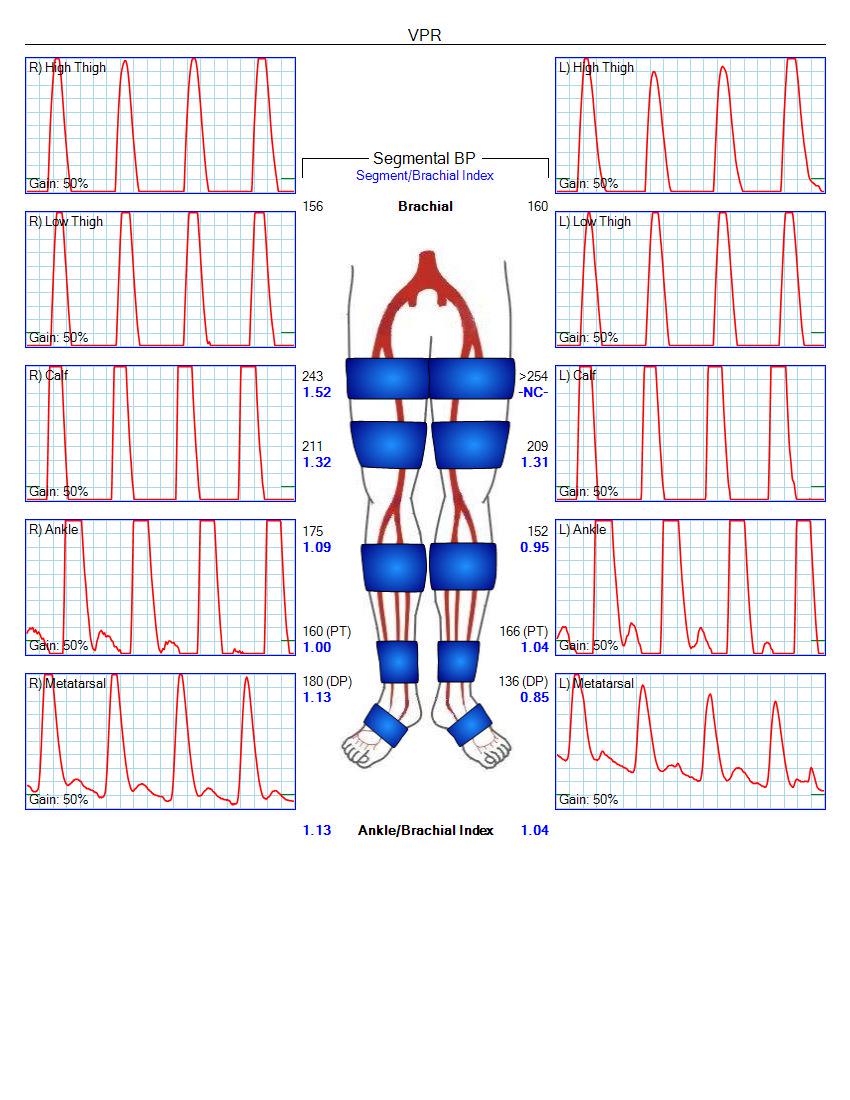 VPR
R) High Thigh
Gain: 50%
L) High Thigh
Gain: 50%
Segmental BP
Segment/Brachial Index
156 Brachial 160
R) Low Thigh
Gain: 50%
L) Low Thigh
Gain: 50%
R) Calf
Gain: 50%
243 >254
1.52 -NC-
211 209
1.32 1.31
L) Calf
Gain: 50%
R) Ankle
Gain: 50%
175 152
1.09 0.95
160 (PT) 166 (PT)
1.00 1.04
L) Ankle
Gain: 50%
R) Metatarsal
Gain: 50%
180 (DP) 136 (DP)
1.13 0.85
L) Metatarsal
Gain: 50%
1.13 Ankle/Brachial Index 1.04